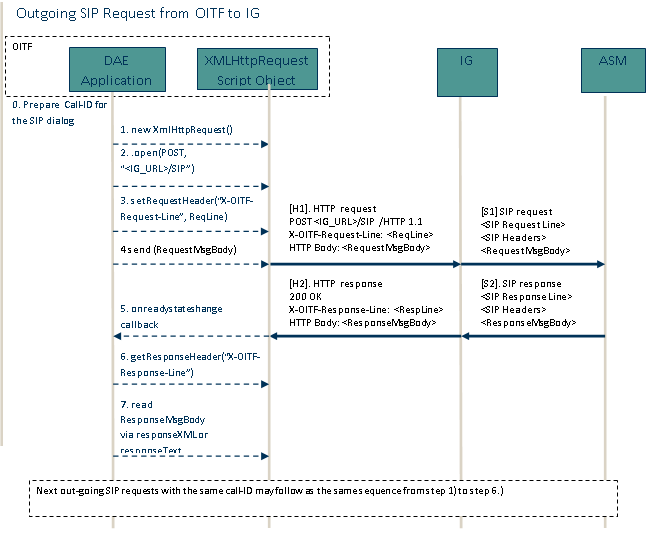 Outgoing SIP Request from OITF to IG
OITF
DAE
Application
XMLHttpRequest
Script Object
IG
ASM
0. Prepare Call-ID for
the SIP dialog
1. new XmlHttpRequest()
2. .open(POST,
"<IG_URL>/SIP")
3. setRequestHeader("X-OITF-
Request-Line", ReqLine)
4 send (RequestMsgBody)
[H1]. HTTP request
POST <IG_URL>/SIP /HTTP 1.1
X-OITF-Request-Line: <ReqLine>
HTTP Body: <RequestMsgBody>
[S1] SIP request
<SIP Request Line>
<SIP Headers>
<RequestMsgBody>
[H2]. HTTP response
200 OK
X-OITF-Response-Line: <RespLine>
HTTP Body: <ResponseMsgBody>
[S2]. SIP response
<SIP Response Line>
<SIP Headers>
<ResponseMsgBody>
5. onreadystatechange
callback
6. getResponseHeader("X-OITF-
Response-Line")
7. read
ResponseMsgBody
via responseXML or
responseText
Next out-going SIP requests with the same call-ID may follow as the same sequence from step 1) to step 6.)